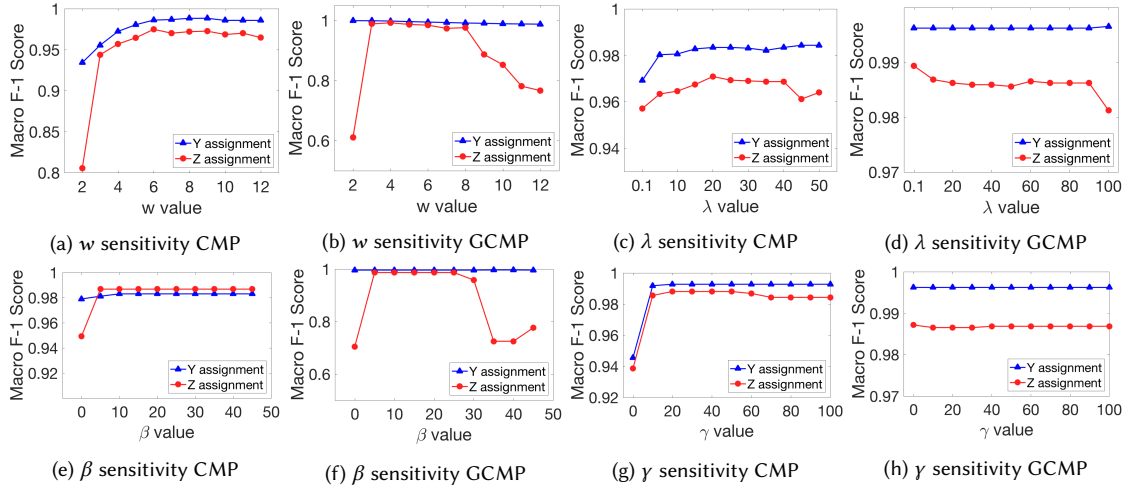 Macro F-1 Score
1
0.95
0.9
0.85
0.8
2 4 6 8 10 12
w value
Y assignment
Z assignment
(a) w sensitivity CMP
Macro F-1 Score
1
0.8
0.6
2 4 6 8 10 12
w value
Y assignment
Z assignment
(b) w sensitivity GCMP
Macro F-1 Score
1
0.98
0.96
0.94
0.1 10 20 30 40 50
λ value
Y assignment
Z assignment
(c) λ sensitivity CMP
Macro F-1 Score
1
0.99
0.98
0.97
0.1 20 40 60 80 100
λ value
Y assignment
Z assignment
(d) λ sensitivity GCMP
Macro F-1 Score
1
0.98
0.96
0.94
0.92
0 10 20 30 40 50
β value
Y assignment
Z assignment
(e) β sensitivity CMP
Macro F-1 Score
1
0.8
0.6
0 10 20 30 40 50
β value
Y assignment
Z assignment
(f) β sensitivity GCMP
Macro F-1 Score
1
0.98
0.96
0.94
0.92
0 20 40 60 80 100
γ value
Y assignment
Z assignment
(g) γ sensitivity CMP
Macro F-1 Score
1
0.99
0.98
0.97
0 20 40 60 80 100
γ value
Y assignment
Z assignment
(h) γ sensitivity GCMP